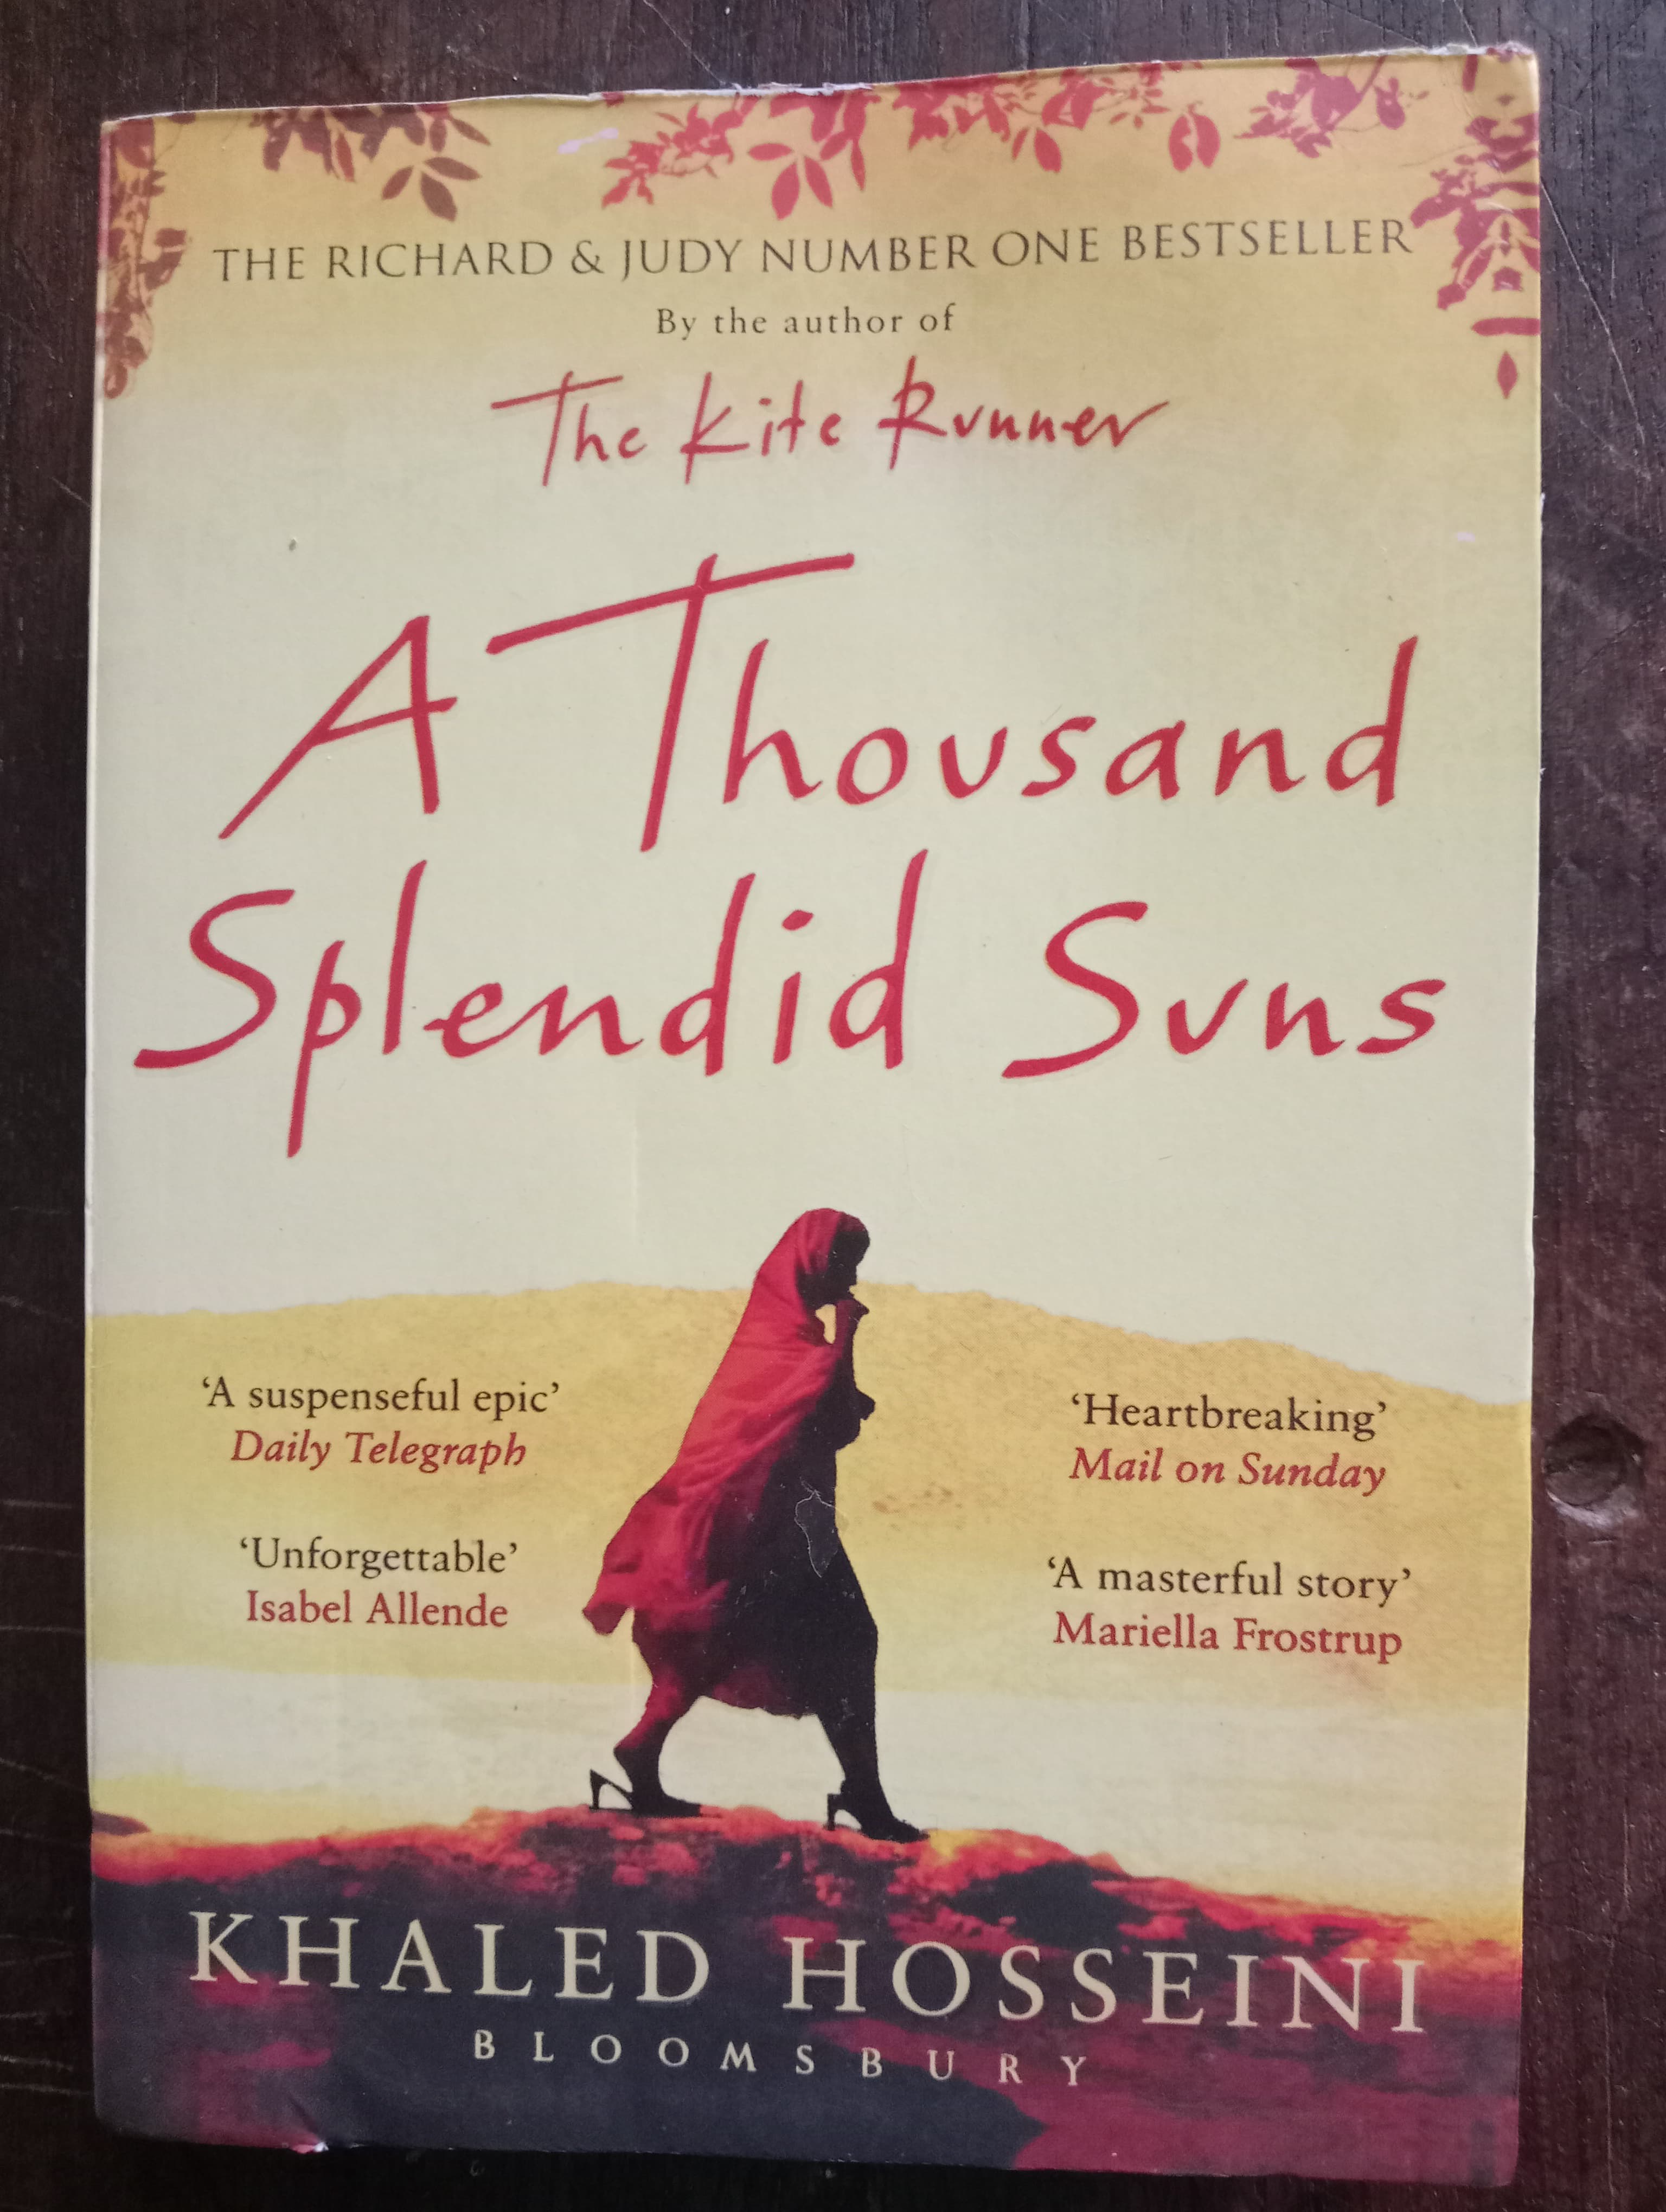 THE RICHARD & JUDY NUMBER ONE BESTSELLER
By the author of
The Kite Runner
A Thousand
Splendid Suns
‘A suspenseful epic’
Daily Telegraph
‘Unforgettable’
Isabel Allende
‘Heartbreaking’
Mail on Sunday
‘A masterful story’
Mariella Frostrup
KHALED HOSSEINI
BLOOMSBURY